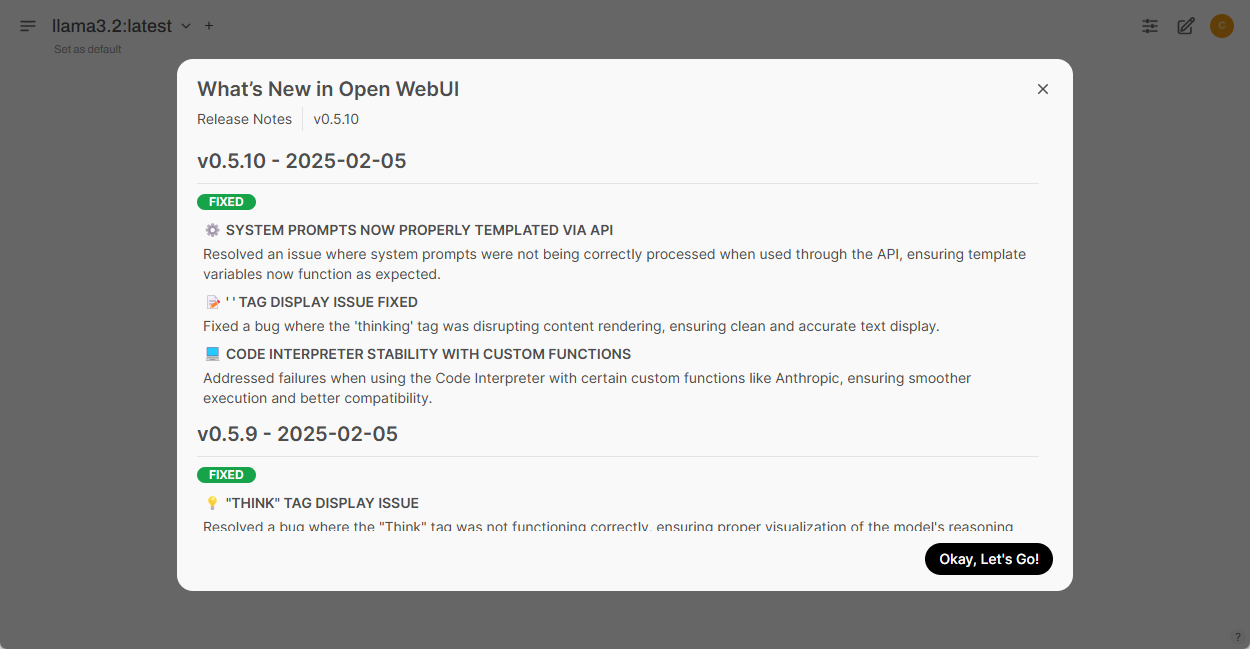 llama3.2:latest
Set as default
C
What’s New in Open WebUI
Release Notes v0.5.10
v0.5.10 - 2025-02-05
FIXED
⚙️ SYSTEM PROMPTS NOW PROPERLY TEMPLATED VIA API
Resolved an issue where system prompts were not being correctly processed when used through the API, ensuring template
variables now function as expected.
📝 ' ' TAG DISPLAY ISSUE FIXED
Fixed a bug where the 'thinking' tag was disrupting content rendering, ensuring clean and accurate text display.
💻 CODE INTERPRETER STABILITY WITH CUSTOM FUNCTIONS
Addressed failures when using the Code Interpreter with certain custom functions like Anthropic, ensuring smoother
execution and better compatibility.
v0.5.9 - 2025-02-05
FIXED
💡 "THINK" TAG DISPLAY ISSUE
Resolved a bug where the "Think" tag was not functioning correctly, ensuring proper visualization of the model's reasoning
Okay, Let's Go!
?